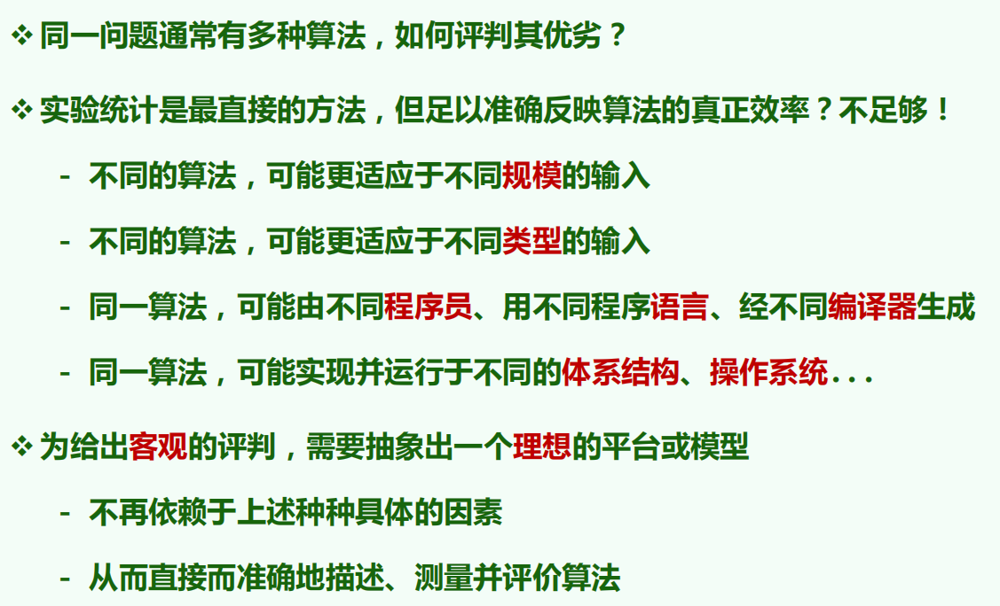 ❖ 同一问题通常有多种算法，如何评判其优劣？
❖ 实验统计是最直接的方法，但足以准确反映算法的真正效率？不足够！
- 不同的算法，可能更适应于不同规模的输入
- 不同的算法，可能更适应于不同类型的输入
- 同一算法，可能由不同程序员、用不同程序语言、经不同编译器生成
- 同一算法，可能实现并运行于不同的体系结构、操作系统...
❖ 为给出客观的评判，需要抽象出一个理想的平台或模型
- 不再依赖于上述种种具体的因素
- 从而直接而准确地描述、测量并评价算法